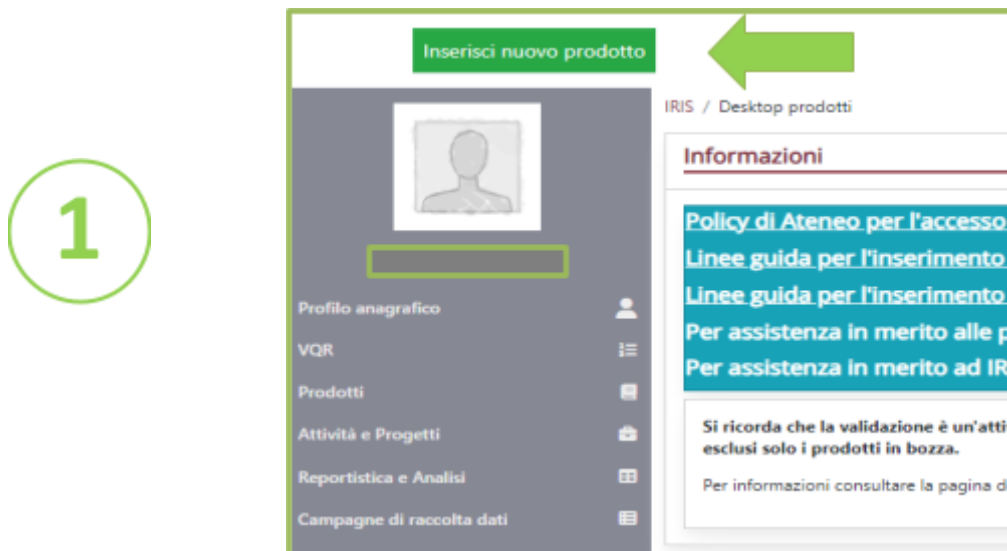 1
Inserisci nuovo prodotto
IRIS / Desktop prodotti
Informazioni
Policy di Ateneo per l'accesso
Linee guida per l'inserimento
Linee guida per l'inserimento
Per assistenza in merito alle p
Per assistenza in merito ad IR
Si ricorda che la validazione è un'atti
esclusi solo i prodotti in bozza.
Per informazioni consultare la pagina d
Profilo anagrafico
VQR
Prodotti
Attività e Progetti
Reportistica e Analisi
Campagne di raccolta dati